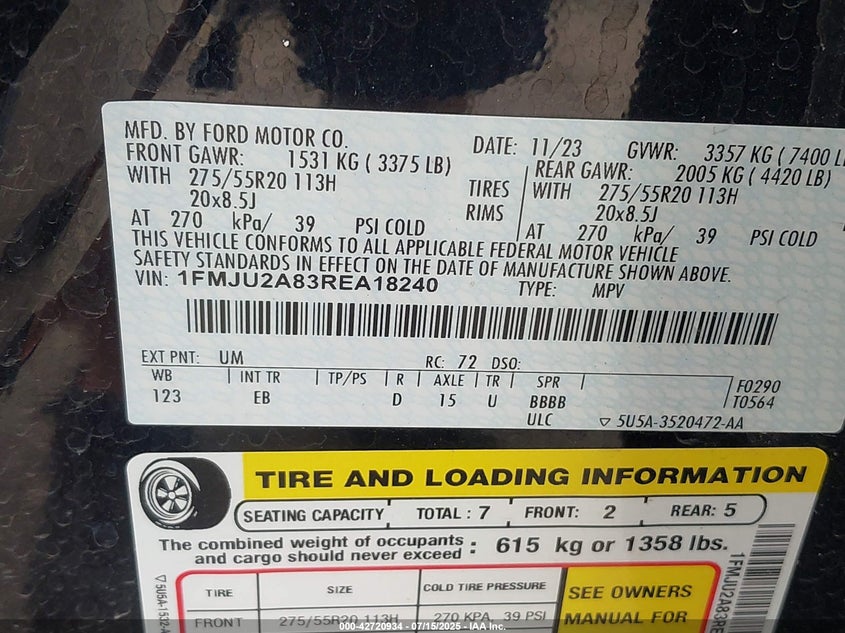 MFD. BY FORD MOTOR CO. DATE: 11/23 GVWR: 3357 KG ( 7400 L
FRONT GAWR: 1531 KG ( 3375 LB) REAR GAWR: 2005 KG ( 4420 LB)
WITH 275/55R20 113H TIRES WITH 275/55R20 113H
20x8.5J RIMS 20x8.5J
AT 270 kPa/ 39 PSI COLD AT 270 kPa/ 39 PSI COLD
THIS VEHICLE CONFORMS TO ALL APPLICABLE FEDERAL MOTOR VEHICLE
SAFETY STANDARDS IN EFFECT ON THE DATE OF MANUFACTURE SHOWN ABOVE.
VIN: 1FMJU2A83REA18240 TYPE: MPV
EXT PNT: UM RC: 72 DSO:
WB INT TR TP/PS R AXLE TR SPR F0290
123 EB D 15 U BBBB T0564
ULC ▽ 5U5A-3520472-AA
TIRE AND LOADING INFORMATION
SEATING CAPACITY TOTAL : 7 FRONT: 2 REAR: 5
The combined weight of occupants
and cargo should never exceed : 615 kg or 1358 lbs.
TIRE SIZE COLD TIRE PRESSURE SEE OWNERS
FRONT 275/55R20 113H 270 KPA, 39 PSI MANUAL FOR
▽ 5U5A-1532-A
1FMJU2A83RE
000-42720934 - 07/15/2025 - IAA Inc.